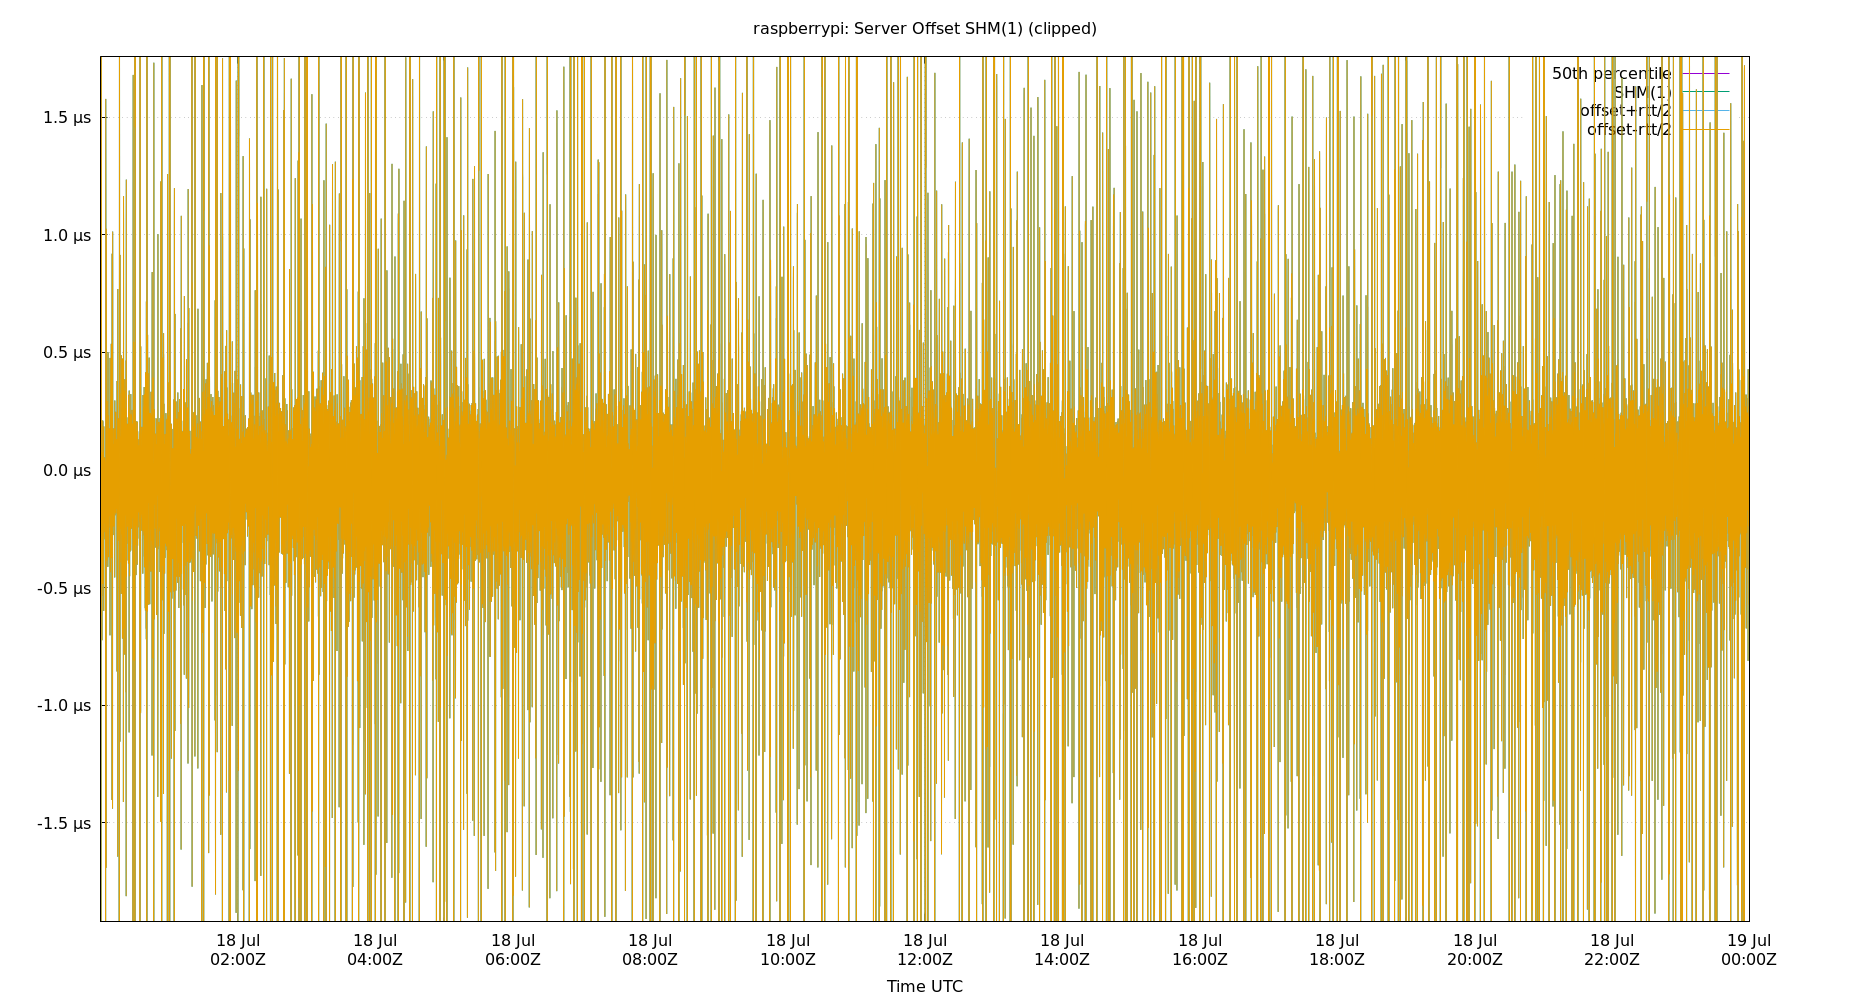 raspberrypi: Server Offset SHM(1) (clipped)
50th percentile
SHM(1)
offset+rtt/2
offset-rtt/2
1.5 µs
1.0 µs
0.5 µs
0.0 µs
-0.5 µs
-1.0 µs
-1.5 µs
18 Jul 18 Jul 18 Jul 18 Jul 18 Jul 18 Jul 18 Jul 18 Jul 18 Jul 18 Jul 18 Jul 19 Jul
02:00Z 04:00Z 06:00Z 08:00Z 10:00Z 12:00Z 14:00Z 16:00Z 18:00Z 20:00Z 22:00Z 00:00Z
Time UTC